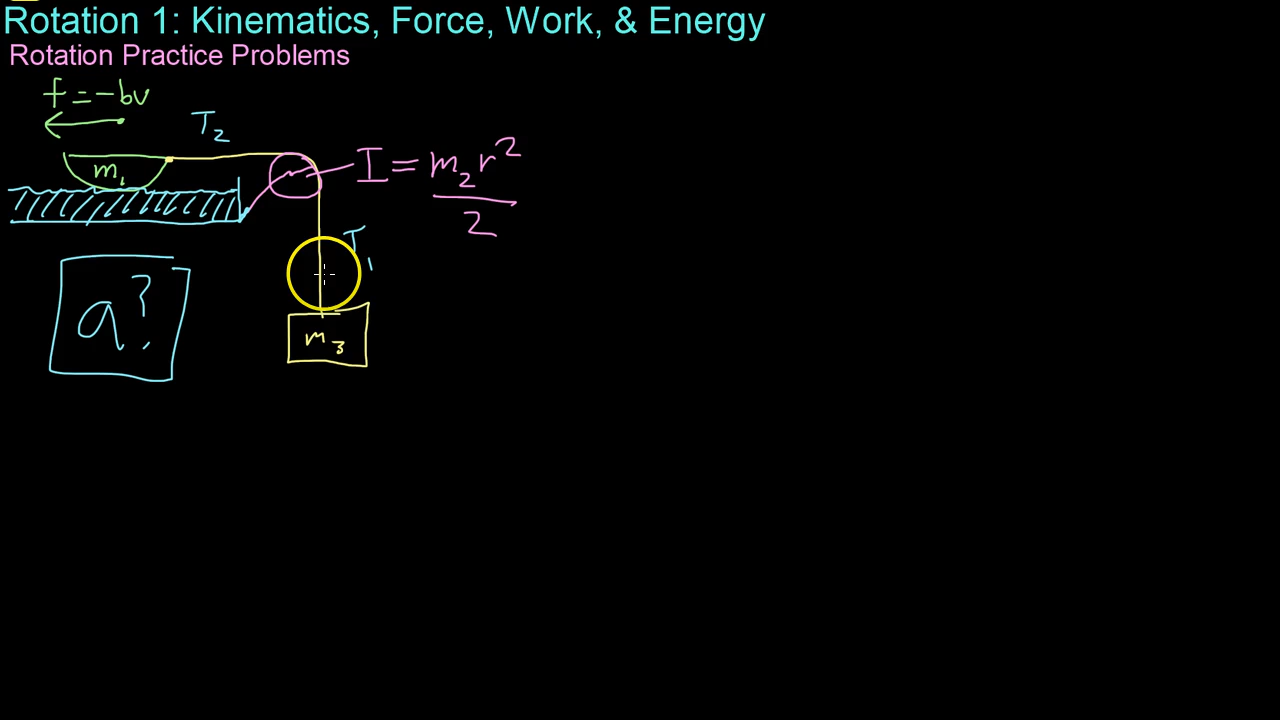 Rotation 1: Kinematics, Force, Work, & Energy
Rotation Practice Problems
f = -bv
T₂
m₁
I = m₂r²
2
T₁
a?
m₃